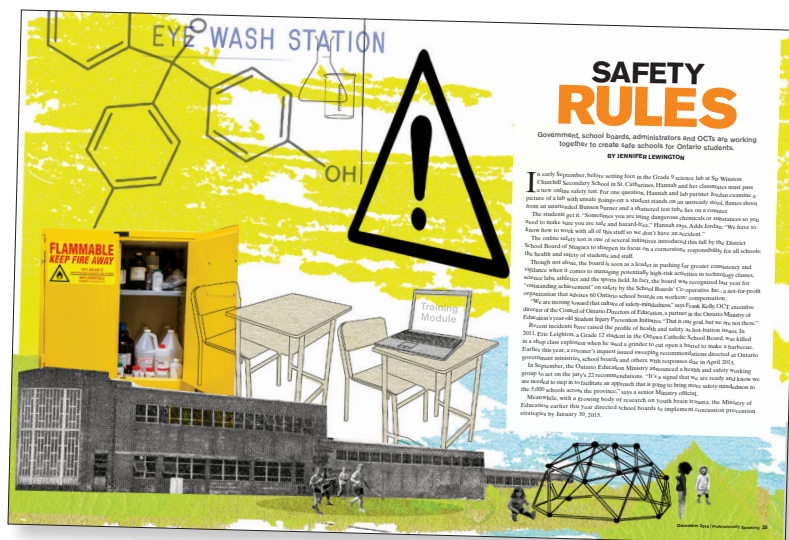 EYE WASH STATION
OH
FLAMMABLE
KEEP FIRE AWAY
Training
Module
SAFETY
RULES
Government, school boards, administrators and OCTs are working
together to create safe schools for Ontario students.
BY JENNIFER LEWINGTON
In early September, before setting foot in the Grade 9 science lab at Sir Winston
Churchill Secondary School in St. Catharines, Hannah and her classmates must pass
a new online safety test. For one question, Hannah and lab partner Jordan examine a
picture of a lab with unsafe goings-on: a student stands on an unsteady stool, flames shoot
from an unattended Bunsen burner and a shattered test tube lies on a counter.
The students get it. “Sometimes you are using dangerous chemicals or substances so you
need to make sure you are safe and hazard-free,” Hannah says. Adds Jordan: “We have to
know how to work with all of this stuff so we don’t have an accident.”
The online safety test is one of several initiatives introduced this fall by the District
School Board of Niagara to sharpen its focus on a cornerstone responsibility for all schools:
the health and safety of students and staff.
Though not alone, the board is seen as a leader in pushing for greater consistency and
vigilance when it comes to managing potentially high-risk activities in technology classes,
science labs, athletics and the sports field. In fact, the board was recognized last year for
“outstanding achievement” on safety by the School Boards’ Co-operative Inc., a not-for-profit
organization that advises 60 Ontario school boards on workers’ compensation.
“We are moving toward that culture of safety-mindedness,” says Frank Kelly, OCT, executive
director of the Council of Ontario Directors of Education, a partner in the Ontario Ministry of
Education’s year-old Student Injury Prevention Initiative. “That is our goal, but we are not there.”
Recent incidents have raised the profile of health and safety as hot-button issues. In
2011, Eric Leighton, a Grade 12 student in the Ottawa Catholic School Board, was killed
in a shop class explosion when he used a grinder to cut open a barrel to make a barbecue.
Earlier this year, a coroner’s inquest issued sweeping recommendations directed at Ontario
government ministries, school boards and others, with responses due in April 2015.
In September, the Ontario Education Ministry announced a health and safety working
group to act on the jury’s 22 recommendations. “It’s a signal that we are ready and know we
are needed to step in to facilitate an approach that is going to bring more safety-mindedness to
the 5,000 schools across the province,” says a senior Ministry official.
Meanwhile, with a growing body of research on youth brain trauma, the Ministry of
Education earlier this year directed school boards to implement concussion prevention
strategies by January 30, 2015.
December 2014 | Professionally Speaking 35